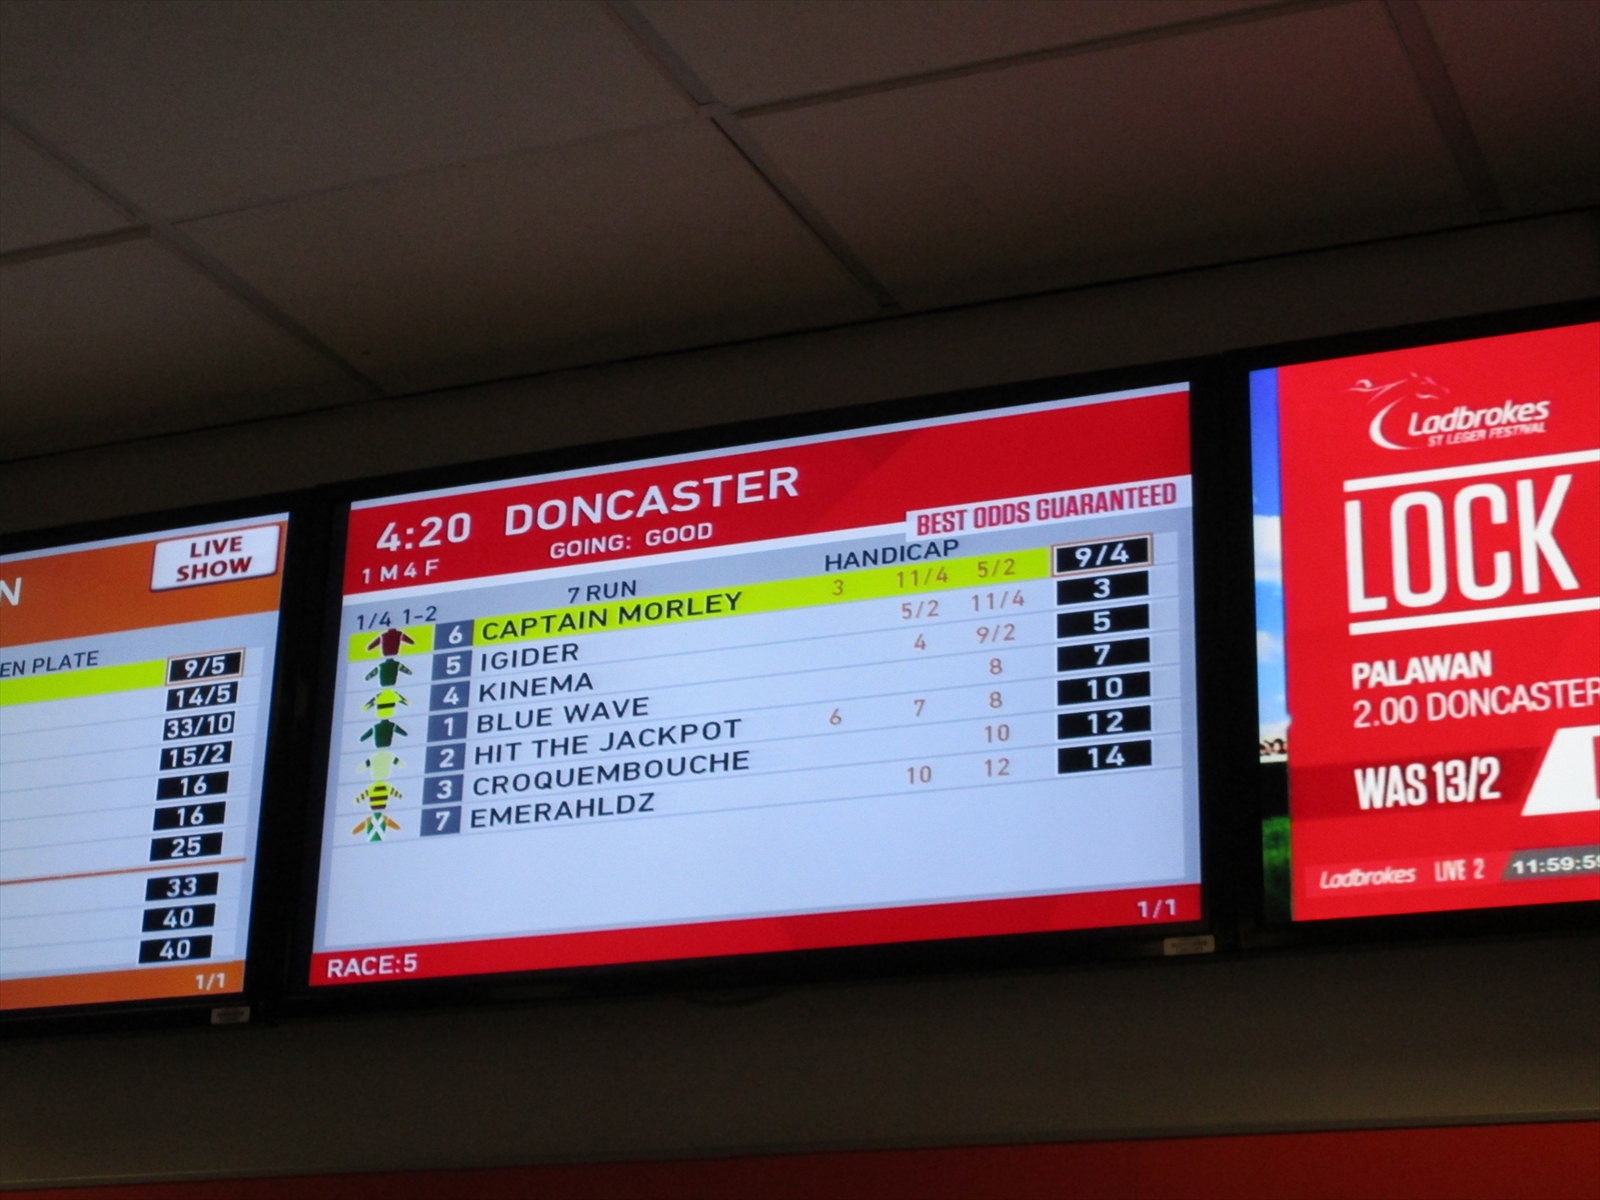 N
LIVE
SHOW
EN PLATE
9/5
14/5
33/10
15/2
16
16
25
33
40
40
1/1
4:20 DONCASTER
GOING: GOOD
1 M 4 F
BEST ODDS GUARANTEED
1/4 1-2 7 RUN HANDICAP
6 CAPTAIN MORLEY 3 11/4 5/2 9/4
5 IGIDER 5/2 11/4 3
4 KINEMA 4 9/2 5
1 BLUE WAVE 8 7
2 HIT THE JACKPOT 6 7 8 10
3 CROQUEMBOUCHE 10 12
7 EMERAHLDZ 10 12 14
RACE:5
1/1
Ladbrokes
ST LEGER FESTIVAL
LOCK
PALAWAN
2.00 DONCASTER
WAS 13/2
Ladbrokes LIVE 2 11:59:59